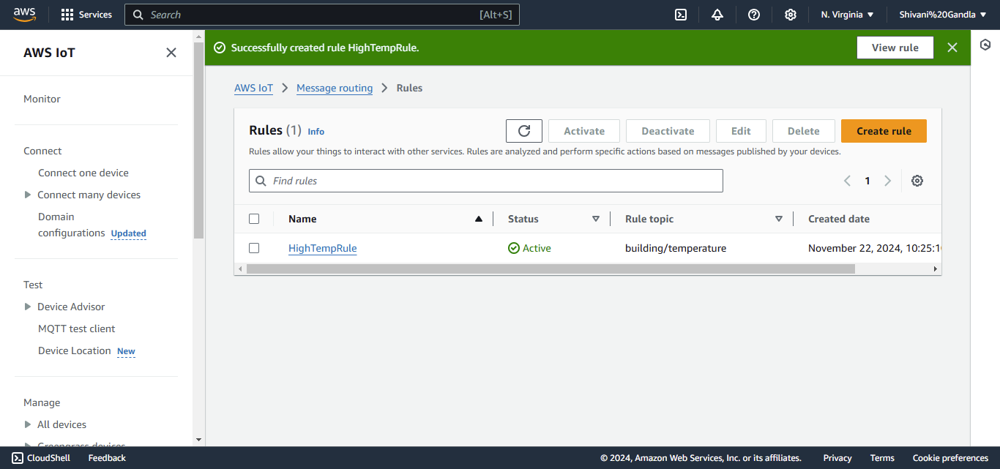 aws
Services
Search [Alt+S]
N. Virginia
Shivani%20Gandla
AWS IoT
Monitor
Connect
Connect one device
Connect many devices
Domain
configurations Updated
Test
Device Advisor
MQTT test client
Device Location New
Manage
All devices
Greengrass devices
Successfully created rule HighTempRule.
View rule
AWS IoT > Message routing > Rules
Rules (1) Info
Activate
Deactivate
Edit
Delete
Create rule
Rules allow your things to interact with other services. Rules are analyzed and perform specific actions based on messages published by your devices.
Find rules
1
Name Status Rule topic Created date
HighTempRule Active building/temperature November 22, 2024, 10:25:1
CloudShell Feedback © 2024, Amazon Web Services, Inc. or its affiliates. Privacy Terms Cookie preferences